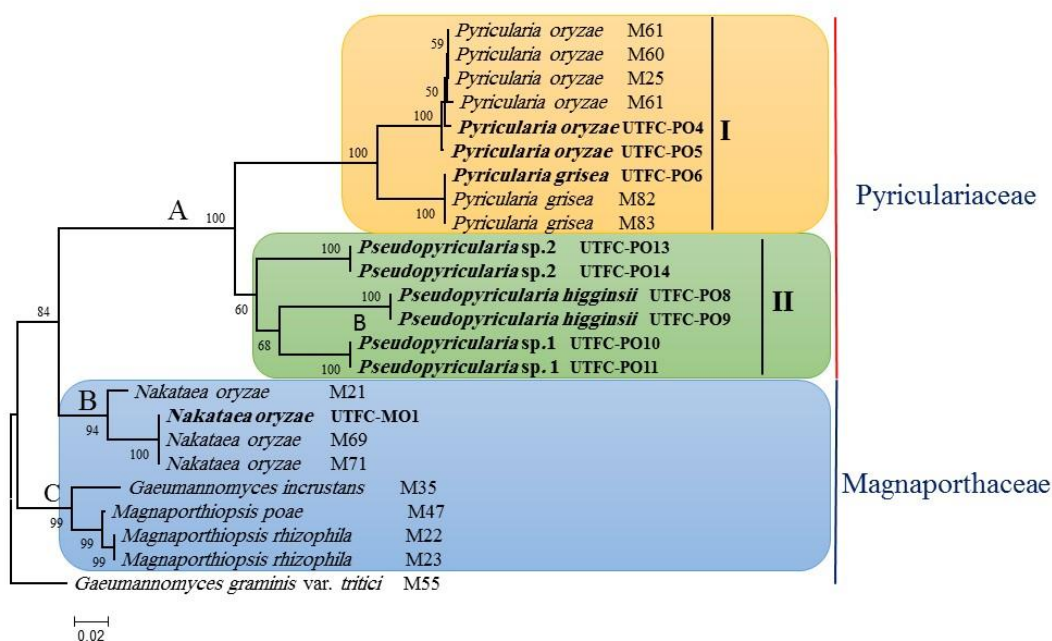 Pyricularia oryzae M61
59
Pyricularia oryzae M60
Pyricularia oryzae M25
50
Pyricularia oryzae M61
100
Pyricularia oryzae UTFC-PO4
I
Pyricularia oryzae UTFC-PO5
100
Pyricularia grisea UTFC-PO6
Pyricularia grisea M82
Pyriculariaceae
100
Pyricularia grisea M83
A
100
100
Pseudopyricularia sp.2 UTFC-PO13
Pseudopyricularia sp.2 UTFC-PO14
100
Pseudopyricularia higginsii UTFC-PO8
II
60
B
Pseudopyricularia higginsii UTFC-PO9
84
68
Pseudopyricularia sp.1 UTFC-PO10
100
Pseudopyricularia sp. 1 UTFC-PO11
Nakataea oryzae M21
B
Nakataea oryzae UTFC-MO1
94
Nakataea oryzae M69
100
Nakataea oryzae M71
C
Gaeumannomyces incrustans M35
Magnaporthaceae
99
Magnaporthiopsis poae M47
99
Magnaporthiopsis rhizophila M22
99
Magnaporthiopsis rhizophila M23
Gaeumannomyces graminis var. tritici M55
0.02